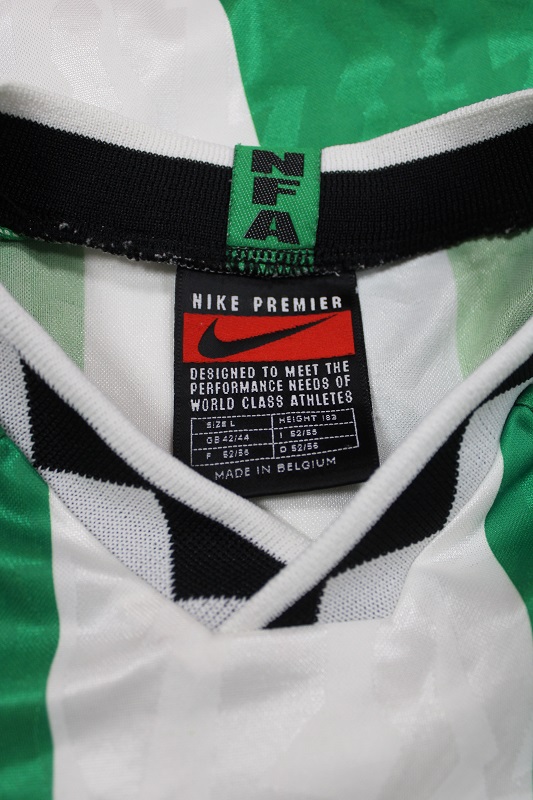 NFA
NIKE PREMIER
DESIGNED TO MEET THE
PERFORMANCE NEEDS OF
WORLD CLASS ATHLETES
SIZE L HEIGHT 183
GB 42/44 I 52/56
F 52/56 D 52/56
MADE IN BELGIUM